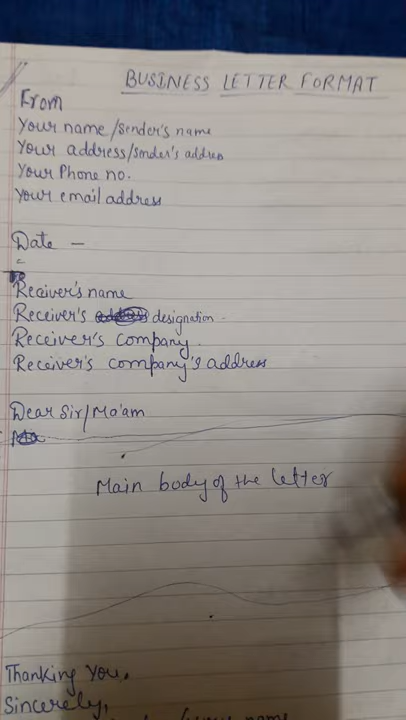 BUSINESS LETTER FORMAT
From
Your name/sender's name
Your address/sender's address
Your Phone no.
Your email address
Date -
Receiver's name
Receiver's designation.
Receiver's company.
Receiver's company's address
Dear Sir/Ma'am
Main body of the letter
Thanking You,
Sincerely,